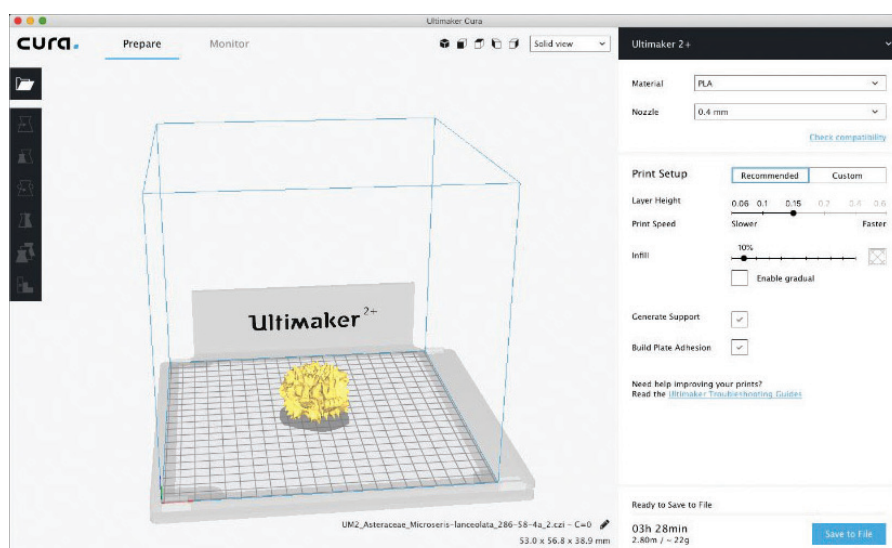 Ultimaker Cura
cura.
Prepare
Monitor
Solid view
Ultimaker 2+
Material
PLA
Nozzle
0.4 mm
Check compatibility
Print Setup
Recommended
Custom
Layer Height
0.06 0.1 0.15 0.2 0.4 0.6
Print Speed
Slower
Faster
Infill
10%
Enable gradual
Generate Support
Build Plate Adhesion
Need help improving your prints?
Read the Ultimaker Troubleshooting Guides
Ultimaker 2+
UM2_Asteraceae_Microseris-lanceolata_286-58-4a_2.czi - C=0
53.0 x 56.8 x 38.9 mm
Ready to Save to File
03h 28min
2.80m / ~ 22g
Save to File